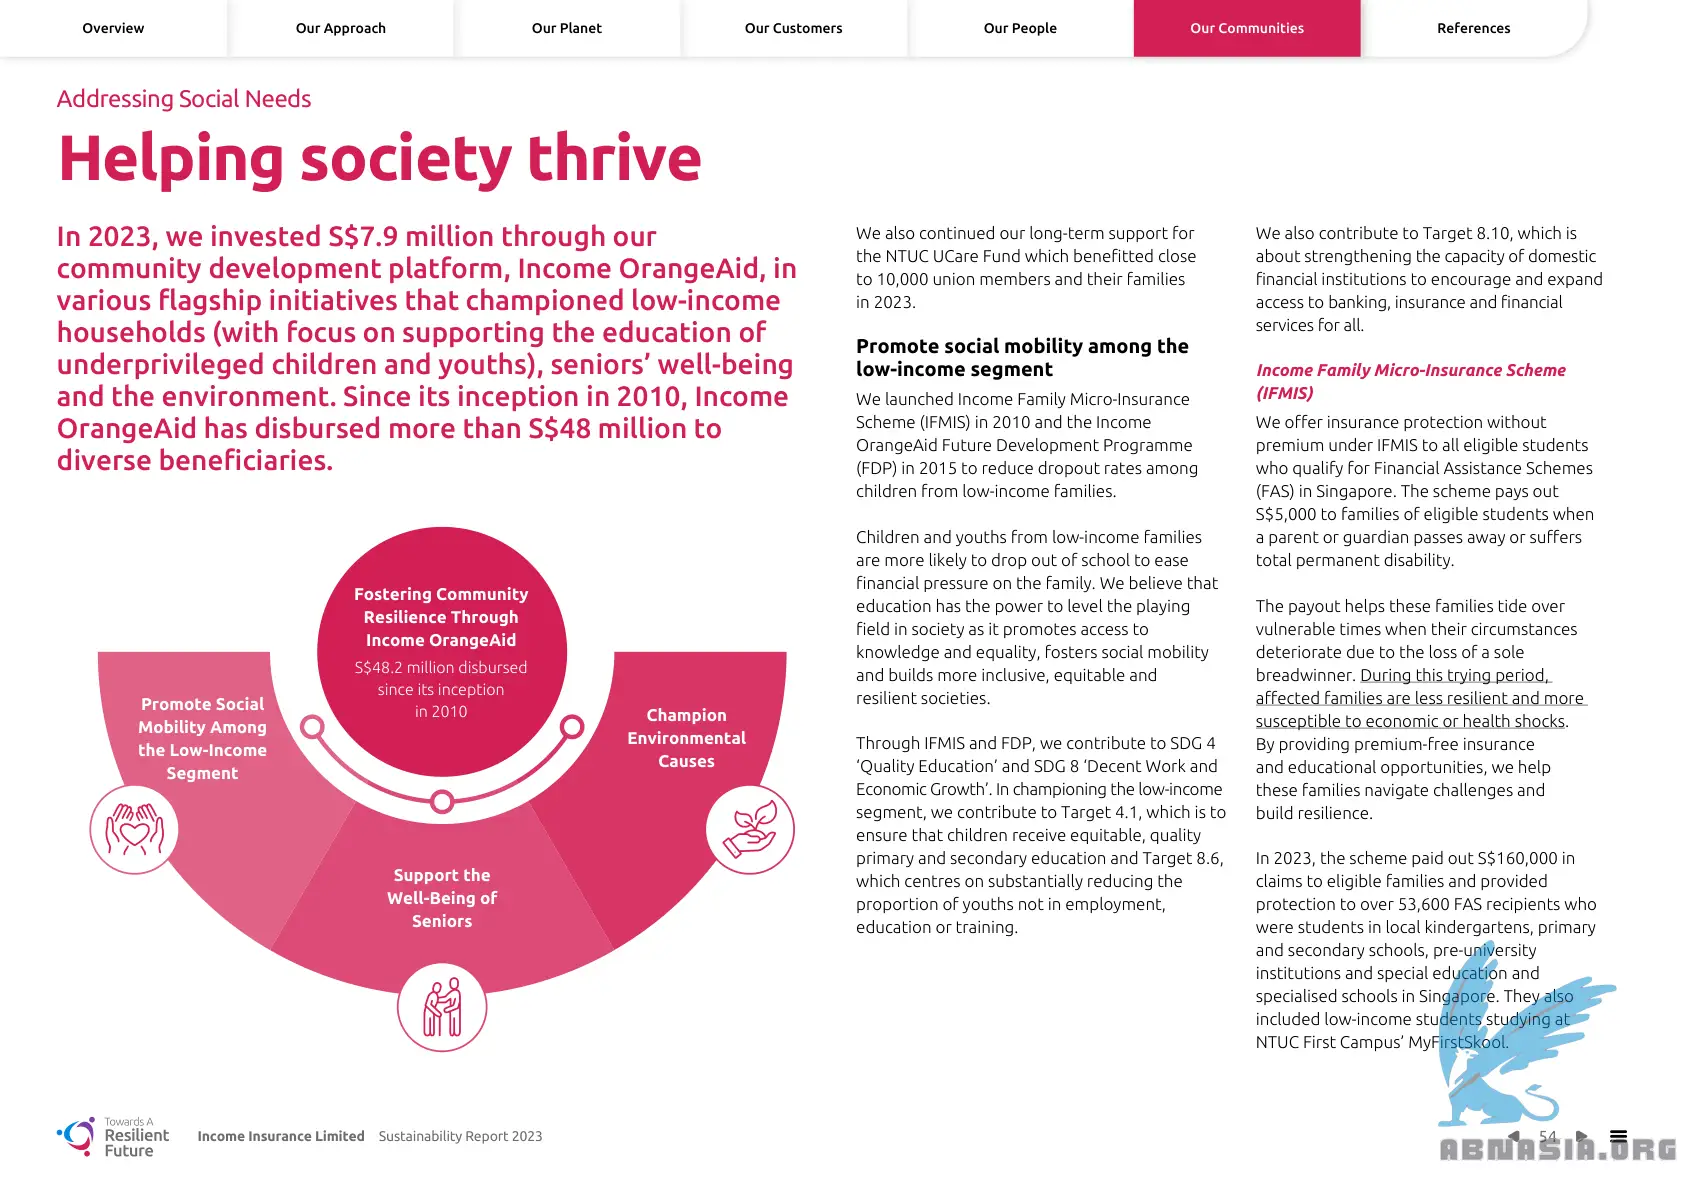 Overview
Our Approach
Our Planet
Our Customers
Our People
Our Communities
References
Addressing Social Needs
Helping society thrive
In 2023, we invested S$7.9 million through our
community development platform, Income OrangeAid, in
various flagship initiatives that championed low-income
households (with focus on supporting the education of
underprivileged children and youths), seniors’ well-being
and the environment. Since its inception in 2010, Income
OrangeAid has disbursed more than S$48 million to
diverse beneficiaries.
Fostering Community
Resilience Through
Income OrangeAid
S$48.2 million disbursed
since its inception
in 2010
Promote Social
Mobility Among
the Low-Income
Segment
Support the
Well-Being of
Seniors
Champion
Environmental
Causes
We also continued our long-term support for
the NTUC UCare Fund which benefitted close
to 10,000 union members and their families
in 2023.
Promote social mobility among the
low-income segment
We launched Income Family Micro-Insurance
Scheme (IFMIS) in 2010 and the Income
OrangeAid Future Development Programme
(FDP) in 2015 to reduce dropout rates among
children from low-income families.
Children and youths from low-income families
are more likely to drop out of school to ease
financial pressure on the family. We believe that
education has the power to level the playing
field in society as it promotes access to
knowledge and equality, fosters social mobility
and builds more inclusive, equitable and
resilient societies.
Through IFMIS and FDP, we contribute to SDG 4
‘Quality Education’ and SDG 8 ‘Decent Work and
Economic Growth’. In championing the low-income
segment, we contribute to Target 4.1, which is to
ensure that children receive equitable, quality
primary and secondary education and Target 8.6,
which centres on substantially reducing the
proportion of youths not in employment,
education or training.
We also contribute to Target 8.10, which is
about strengthening the capacity of domestic
financial institutions to encourage and expand
access to banking, insurance and financial
services for all.
Income Family Micro-Insurance Scheme
(IFMIS)
We offer insurance protection without
premium under IFMIS to all eligible students
who qualify for Financial Assistance Schemes
(FAS) in Singapore. The scheme pays out
S$5,000 to families of eligible students when
a parent or guardian passes away or suffers
total permanent disability.
The payout helps these families tide over
vulnerable times when their circumstances
deteriorate due to the loss of a sole
breadwinner. During this trying period,
affected families are less resilient and more
susceptible to economic or health shocks.
By providing premium-free insurance
and educational opportunities, we help
these families navigate challenges and
build resilience.
In 2023, the scheme paid out S$160,000 in
claims to eligible families and provided
protection to over 53,600 FAS recipients who
were students in local kindergartens, primary
and secondary schools, pre-university
institutions and special education and
specialised schools in Singapore. They also
included low-income students studying at
NTUC First Campus’ MyFirstSkool.
Towards A
Resilient
Future
Income Insurance Limited Sustainability Report 2023
54
ABNASIA.ORG